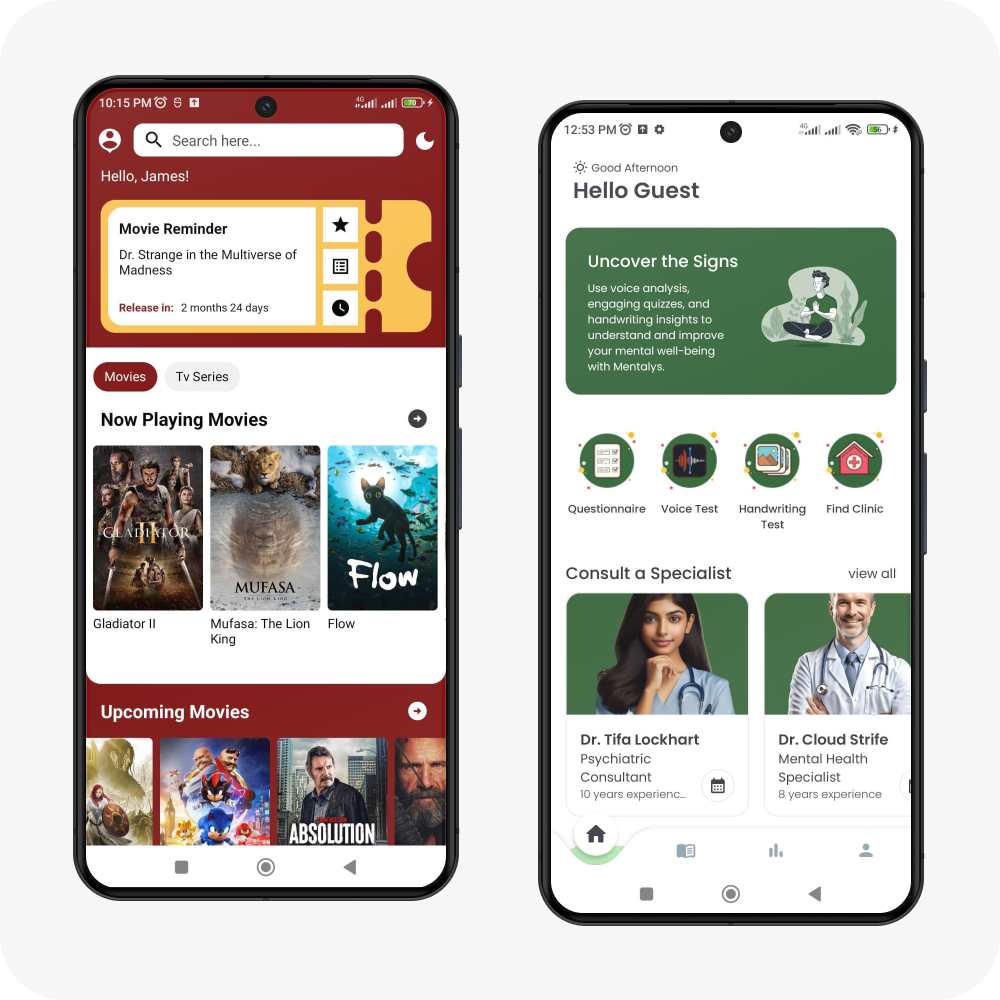 10:15 PM
4G
70
Search here...
Hello, James!
Movie Reminder
Dr. Strange in the Multiverse of
Madness
Release in: 2 months 24 days
Movies
Tv Series
Now Playing Movies
GLADIATOR
II
MUFASA
THE LION KING
Flow
Gladiator II
Mufasa: The Lion
King
Flow
Upcoming Movies
ABSOLUTION
12:53 PM
4G
56
Good Afternoon
Hello Guest
Uncover the Signs
Use voice analysis,
engaging quizzes, and
handwriting insights to
understand and improve
your mental well-being
with Mentalys.
Questionnaire
Voice Test
Handwriting
Test
Find Clinic
Consult a Specialist
view all
Dr. Tifa Lockhart
Psychiatric
Consultant
10 years experienc...
Dr. Cloud Strife
Mental Health
Specialist
8 years experience